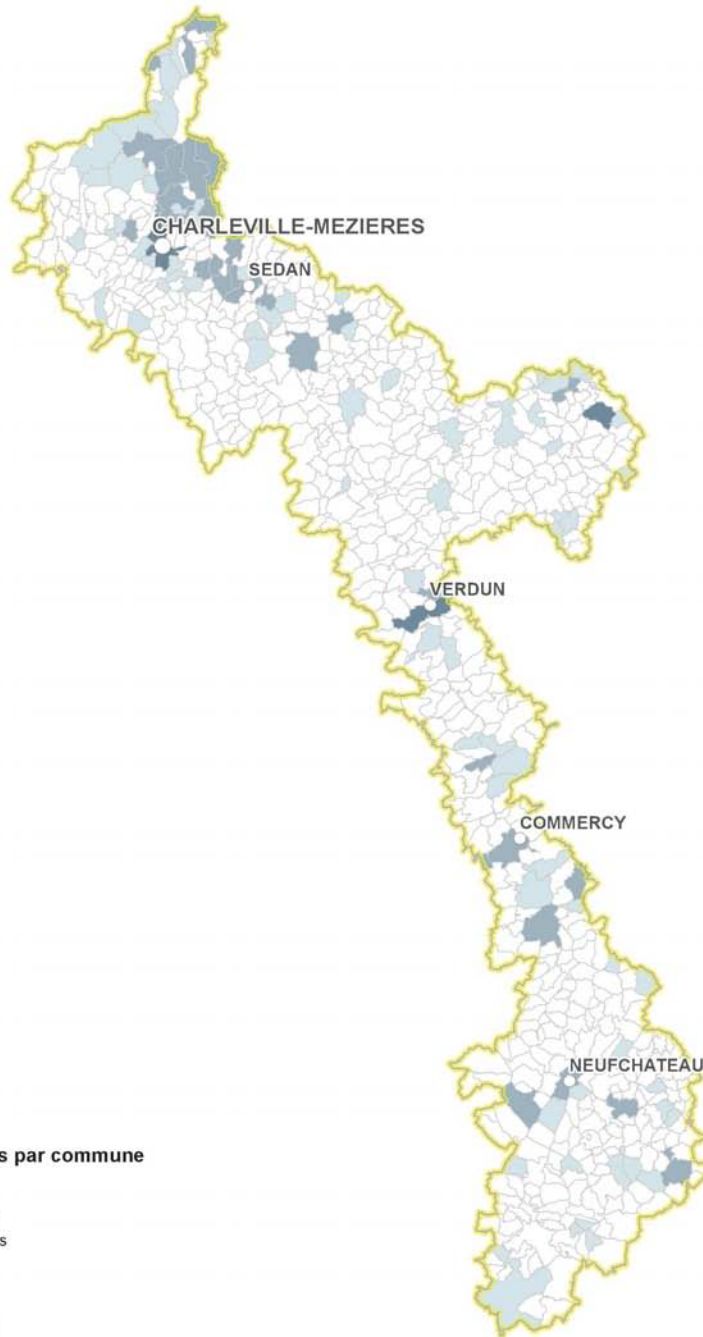 CHARLEVILLE-MEZIERES
SEDAN
VERDUN
COMMERCY
NEUFCHATEAU
s par commune
s